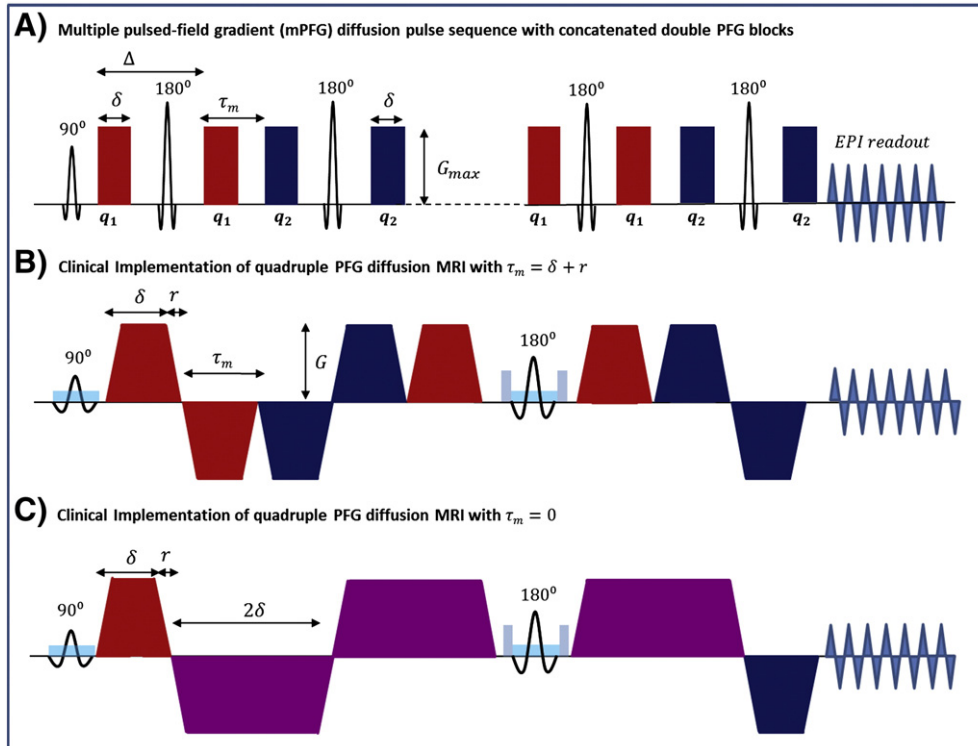 A) Multiple pulsed-field gradient (mPFG) diffusion pulse sequence with concatenated double PFG blocks
Δ
180⁰ 180⁰ 180⁰ 180⁰
δ τₘ δ
90⁰
EPI readout
Gₘₐₓ
q₁ q₁ q₂ q₂ q₁ q₁ q₂ q₂
B) Clinical Implementation of quadruple PFG diffusion MRI with τₘ = δ + r
δ r
90⁰ τₘ G 180⁰
C) Clinical Implementation of quadruple PFG diffusion MRI with τₘ = 0
δ r
90⁰ 2δ 180⁰